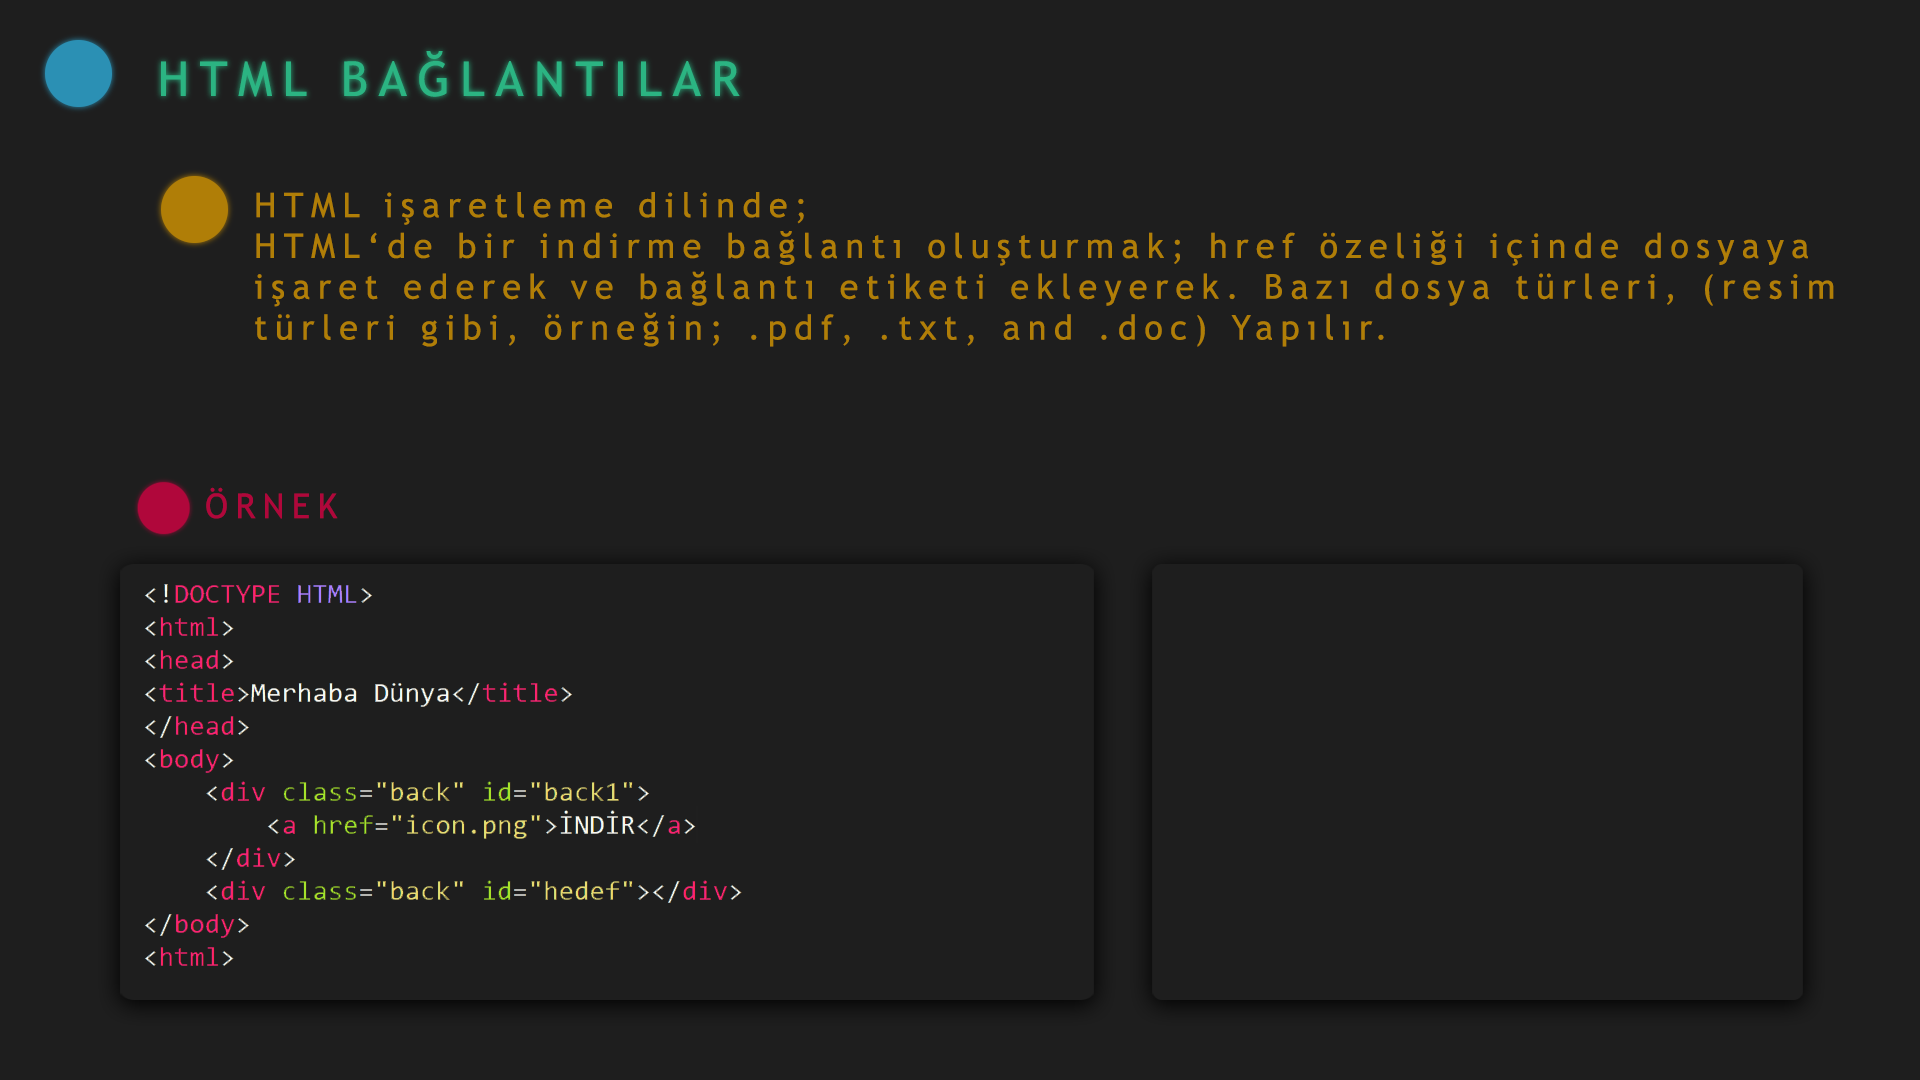 HTML BAĞLANTILAR
HTML işaretleme dilinde;
HTML‘de bir indirme bağlantı oluşturmak; href özeliği içinde dosyaya
işaret ederek ve bağlantı etiketi ekleyerek. Bazı dosya türleri, (resim
türleri gibi, örneğin; .pdf, .txt, and .doc) Yapılır.
ÖRNEK
<!DOCTYPE HTML>
<html>
<head>
<title>Merhaba Dünya</title>
</head>
<body>
    <div class="back" id="back1">
        <a href="icon.png">İNDİR</a>
    </div>
    <div class="back" id="hedef"></div>
</body>
<html>